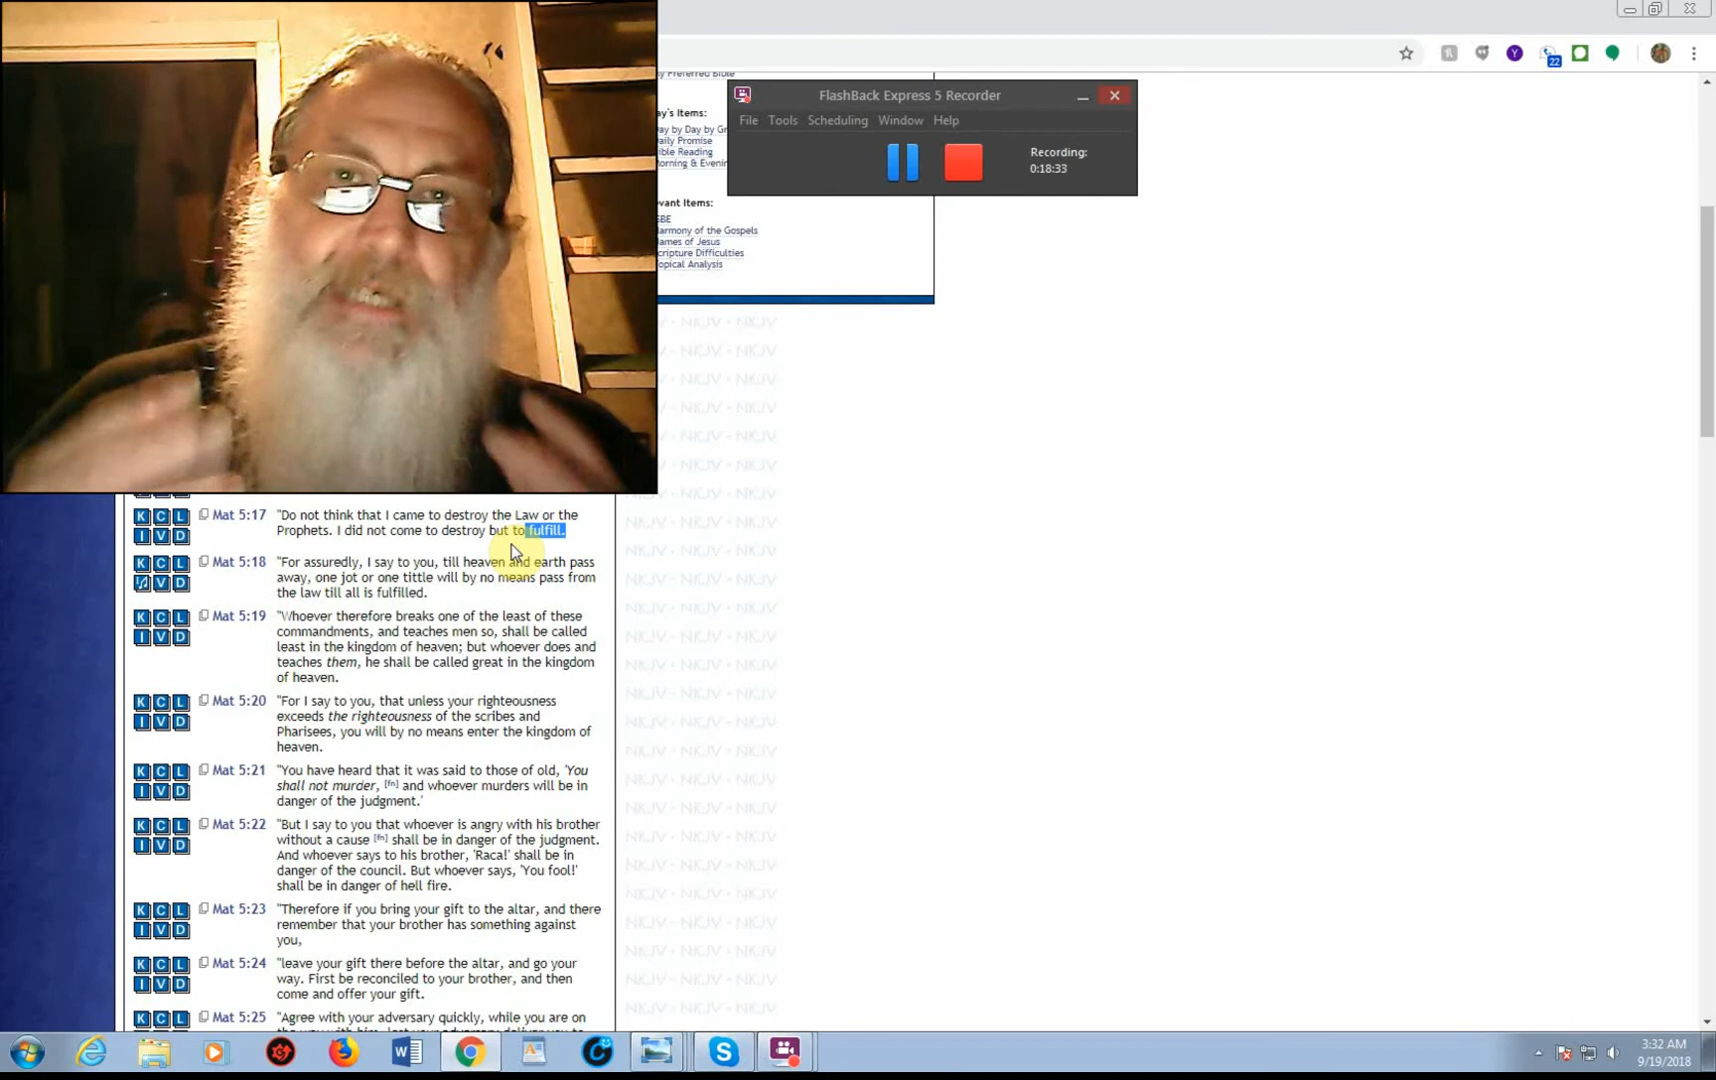 y Preferred Bible
FlashBack Express 5 Recorder
File Tools Scheduling Window Help
Recording:
0:18:33
22
ay's Items:
ay by Day by Gr
aily Promise
ible Reading
orning & Evenin
vant Items:
SBE
armony of the Gospels
ames of Jesus
cripture Difficulties
opical Analysis
NKJV • NKJV
K C L Mat 5:17 "Do not think that I came to destroy the Law or the
I V D Prophets. I did not come to destroy but to fulfill.
K C L Mat 5:18 "For assuredly, I say to you, till heaven and earth pass
V D away, one jot or one tittle will by no means pass from
the law till all is fulfilled.
K C L Mat 5:19 "Whoever therefore breaks one of the least of these
I V D commandments, and teaches men so, shall be called
least in the kingdom of heaven; but whoever does and
teaches them, he shall be called great in the kingdom
of heaven.
K C L Mat 5:20 "For I say to you, that unless your righteousness
I V D exceeds the righteousness of the scribes and
Pharisees, you will by no means enter the kingdom of
heaven.
K C L Mat 5:21 "You have heard that it was said to those of old, 'You
I V D shall not murder, [fn] and whoever murders will be in
danger of the judgment.'
K C L Mat 5:22 "But I say to you that whoever is angry with his brother
I V D without a cause [fn] shall be in danger of the judgment.
And whoever says to his brother, 'Raca!' shall be in
danger of the council. But whoever says, 'You fool!'
shall be in danger of hell fire.
K C L Mat 5:23 "Therefore if you bring your gift to the altar, and there
I V D remember that your brother has something against
you,
K C L Mat 5:24 "leave your gift there before the altar, and go your
I V D way. First be reconciled to your brother, and then
come and offer your gift.
K C L Mat 5:25 "Agree with your adversary quickly, while you are on
3:32 AM
9/19/2018